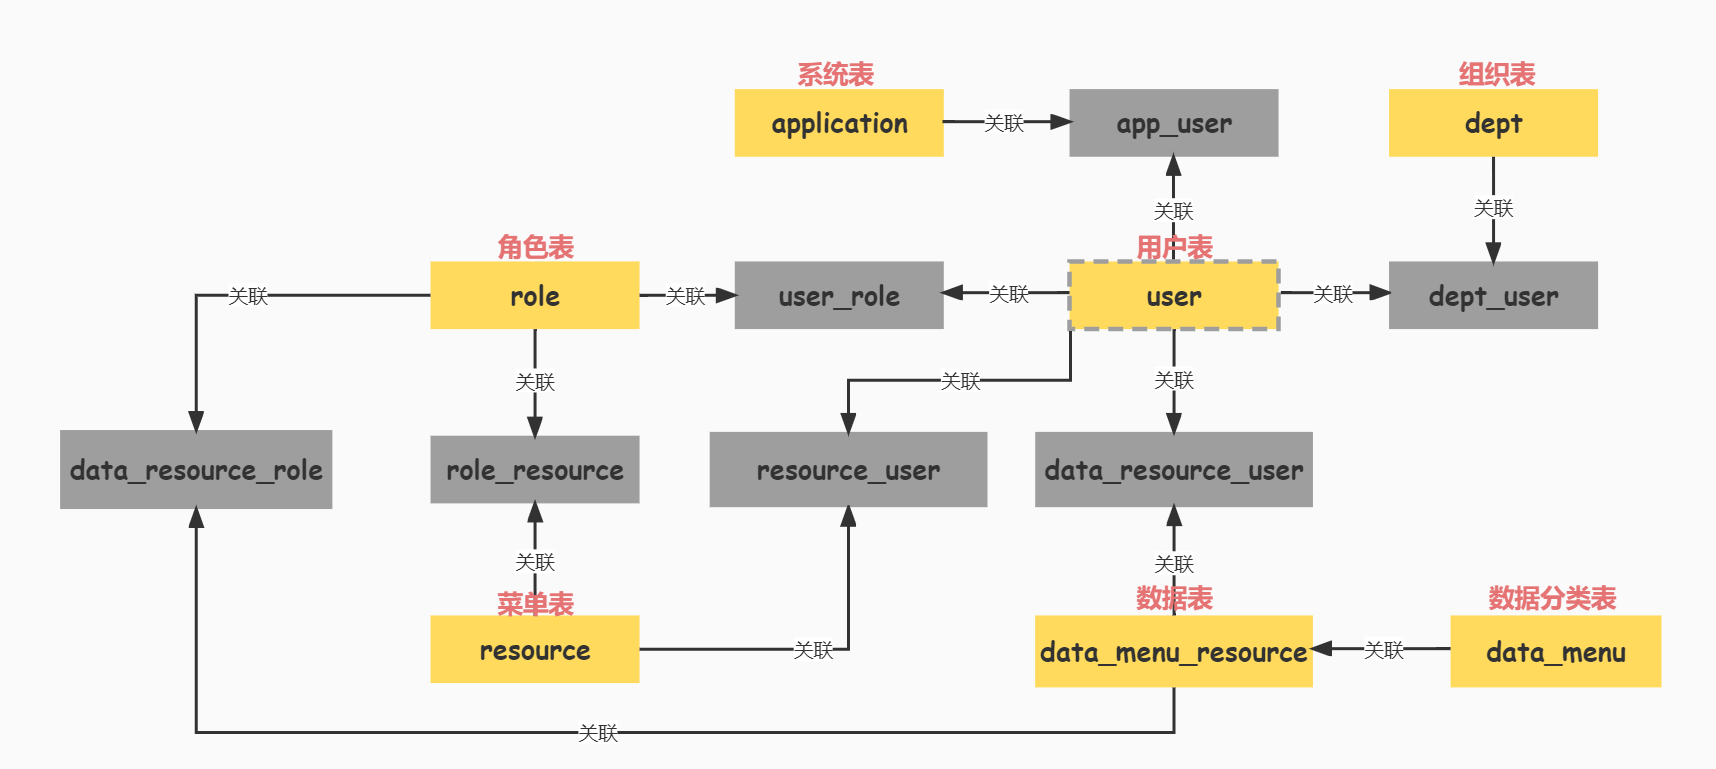 系统表
组织表
application
关联
app_user
dept
关联
关联
角色表
用户表
关联
role
关联
user_role
关联
user
关联
dept_user
关联
关联
关联
data_resource_role
role_resource
resource_user
data_resource_user
关联
关联
菜单表
数据表
数据分类表
resource
关联
data_menu_resource
关联
data_menu
关联